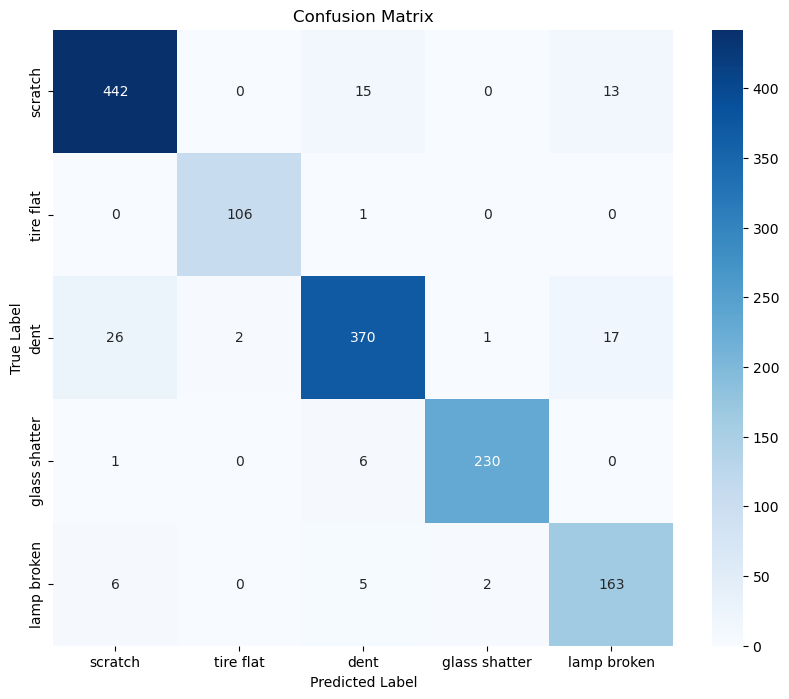 Confusion Matrix
True Label
scratch
442 0 15 0 13
tire flat
0 106 1 0 0
dent
26 2 370 1 17
glass shatter
1 0 6 230 0
lamp broken
6 0 5 2 163
scratch tire flat dent glass shatter lamp broken
Predicted Label
400
350
300
250
200
150
100
50
0